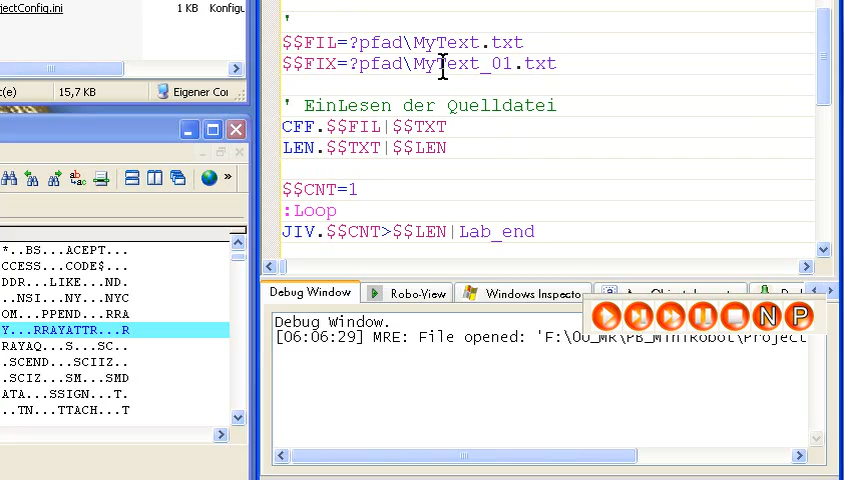 jectConfig.ini
1 KB
Konfigu
15,7 KB
Eigener Cor
»
*..BS...ACEPT...
CCESS...CODE$...
DDR...LIKE...ND.
..NSI...NY...NYC
OM...PPEND...RRA
Y...RRAYATTR...R
RAYAQ...S...SC..
.SCEND...SCIIZ..
.SCIZ...SM...SMD
ATA...SSIGN...T.
..TN...TTACH...T
'
$$FIL=?pfad\MyText.txt
$$FIX=?pfad\MyText_01.txt
' EinLesen der Quelldatei
CFF.$$FIL|$$TXT
LEN.$$TXT|$$LEN
$$CNT=1
:Loop
JIV.$$CNT>$$LEN|Lab_end
Debug Window
Robo-View
Windows Inspecto
N P
Debug Window.
[06:06:29] MRE: File opened: 'F:\OU_MR\PB_MiniRobot\Project